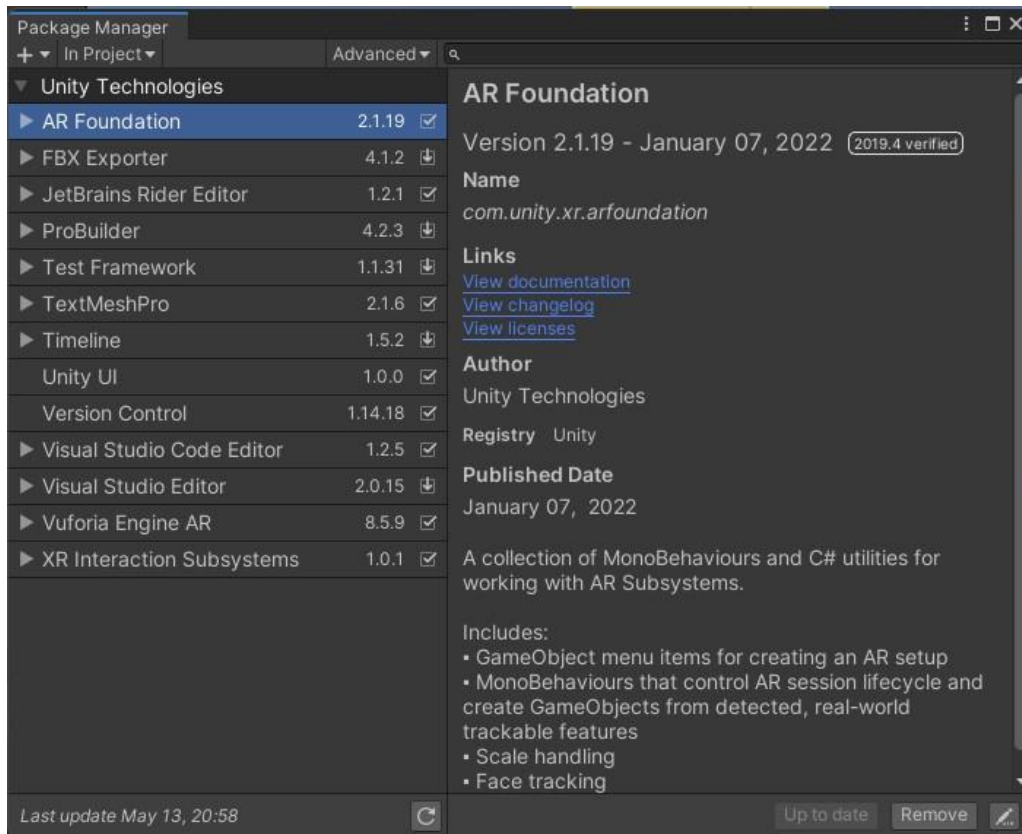 Package Manager
+ In Project Advanced
Unity Technologies
AR Foundation 2.1.19
FBX Exporter 4.1.2
JetBrains Rider Editor 1.2.1
ProBuilder 4.2.3
Test Framework 1.1.31
TextMeshPro 2.1.6
Timeline 1.5.2
Unity UI 1.0.0
Version Control 1.14.18
Visual Studio Code Editor 1.2.5
Visual Studio Editor 2.0.15
Vuforia Engine AR 8.5.9
XR Interaction Subsystems 1.0.1
Last update May 13, 20:58
AR Foundation
Version 2.1.19 - January 07, 2022 2019.4 verified
Name
com.unity.xr.arfoundation
Links
View documentation
View changelog
View licenses
Author
Unity Technologies
Registry Unity
Published Date
January 07, 2022
A collection of MonoBehaviours and C# utilities for
working with AR Subsystems.
Includes:
▪ GameObject menu items for creating an AR setup
▪ MonoBehaviours that control AR session lifecycle and
create GameObjects from detected, real-world
trackable features
▪ Scale handling
▪ Face tracking
Up to date Remove